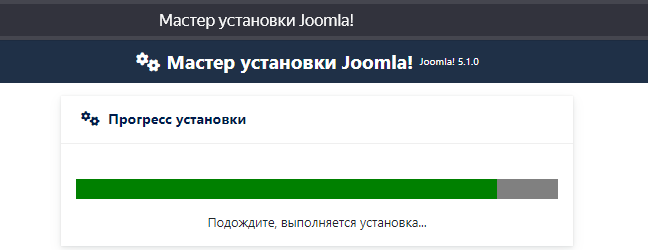 Мастер установки Joomla!
Мастер установки Joomla! Joomla! 5.1.0
Прогресс установки
Подождите, выполняется установка...